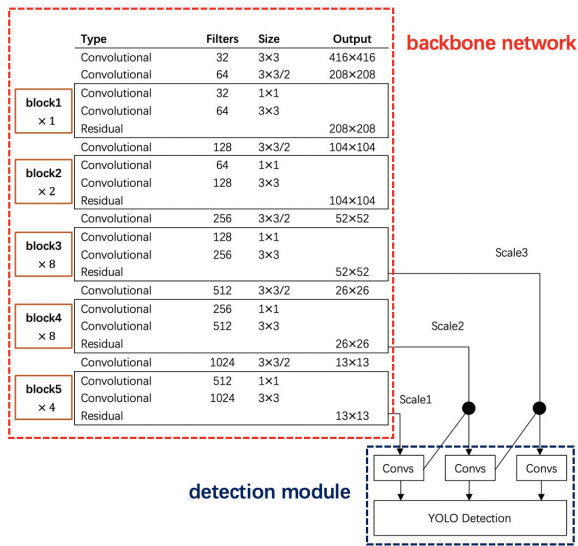 backbone network
Type Filters Size Output
Convolutional 32 3×3 416×416
Convolutional 64 3×3/2 208×208
block1
× 1
Convolutional 32 1×1
Convolutional 64 3×3
Residual 208×208
Convolutional 128 3×3/2 104×104
block2
× 2
Convolutional 64 1×1
Convolutional 128 3×3
Residual 104×104
Convolutional 256 3×3/2 52×52
block3
× 8
Convolutional 128 1×1
Convolutional 256 3×3
Residual 52×52
Scale3
Convolutional 512 3×3/2 26×26
block4
× 8
Convolutional 256 1×1
Convolutional 512 3×3
Residual 26×26
Scale2
Convolutional 1024 3×3/2 13×13
block5
× 4
Convolutional 512 1×1
Convolutional 1024 3×3
Residual 13×13
Scale1
Convs Convs Convs
detection module
YOLO Detection